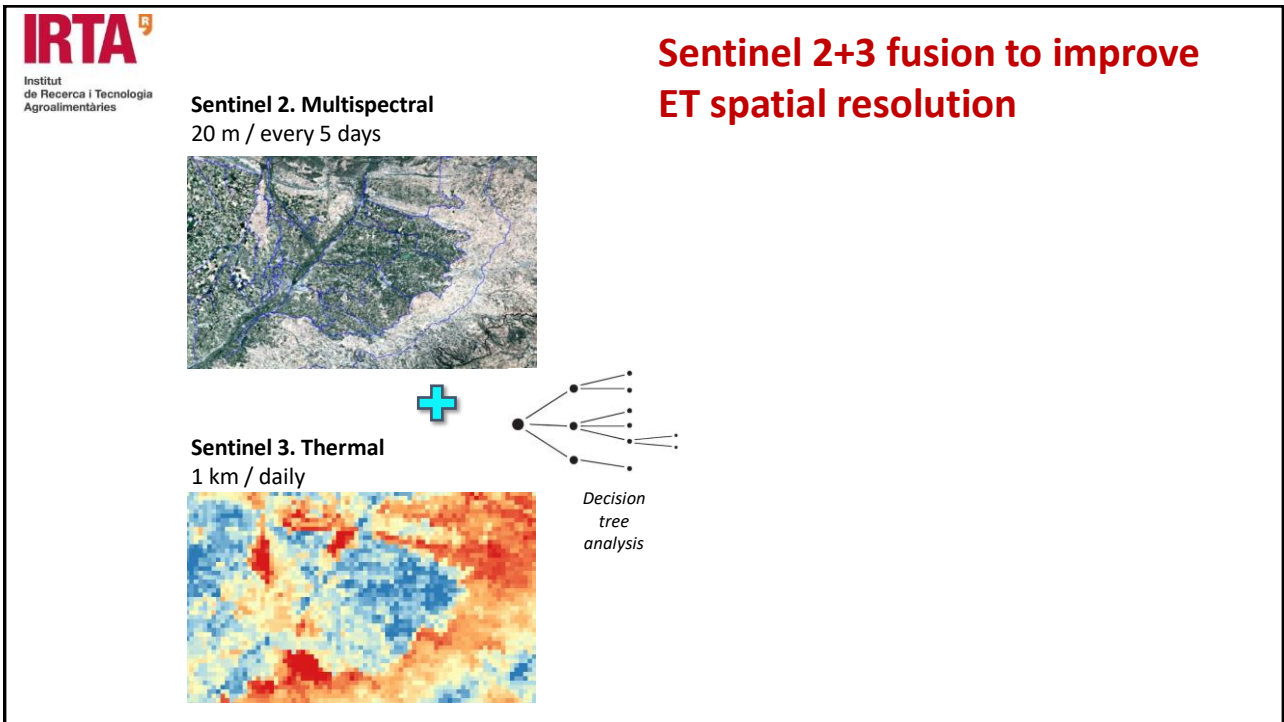 IRTA R
Institut
de Recerca i Tecnologia
Agroalimentàries
Sentinel 2+3 fusion to improve
ET spatial resolution
Sentinel 2. Multispectral
20 m / every 5 days
Sentinel 3. Thermal
1 km / daily
Decision
tree
analysis